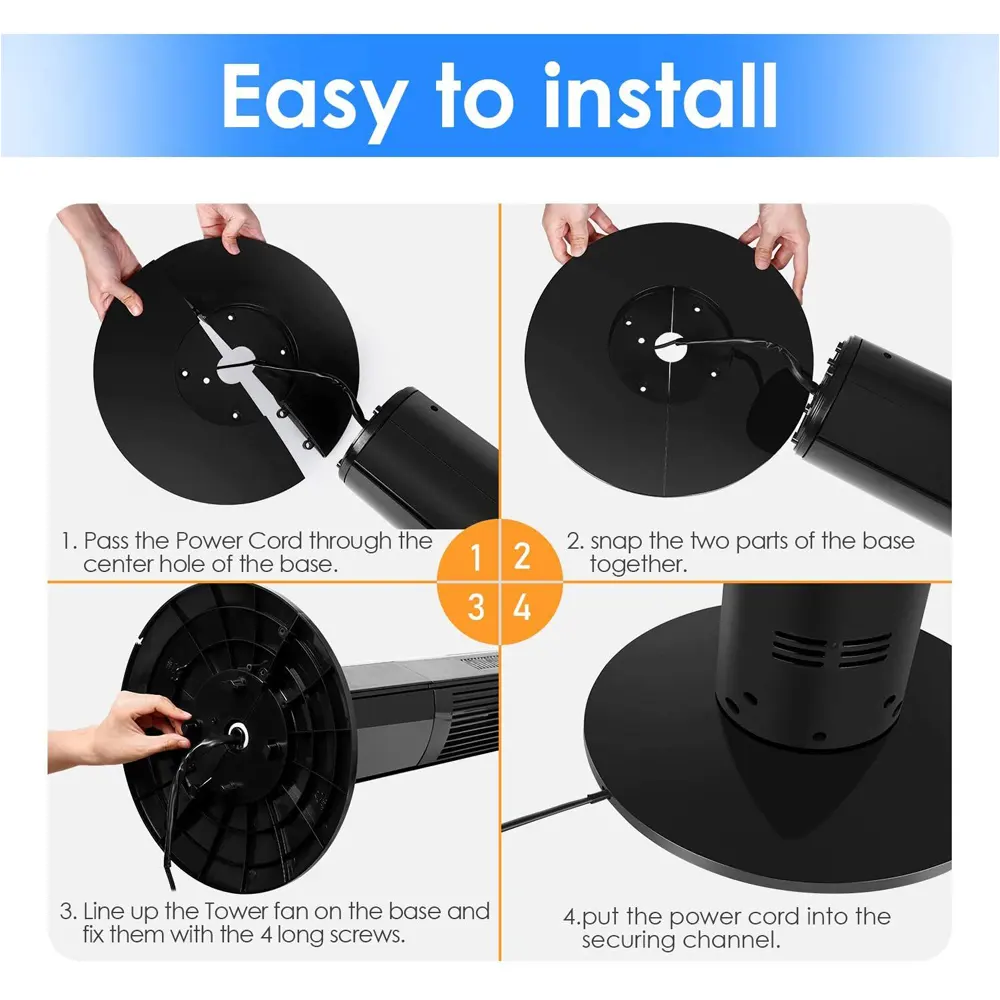 Easy to install
1. Pass the Power Cord through the
center hole of the base.
2. snap the two parts of the base
together.
1
2
3
4
3. Line up the Tower fan on the base and
fix them with the 4 long screws.
4.put the power cord into the
securing channel.